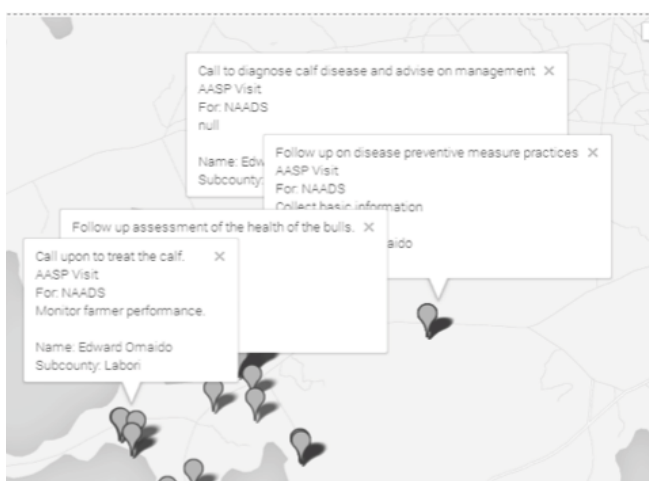 Call to diagnose calf disease and advise on management ×
AASP Visit
For: NAADS
null
Name: Edw
Subcounty:
Follow up on disease preventive measure practices ×
AASP Visit
For: NAADS
Collect basic information
aido
Follow up assessment of the health of the bulls. ×
Call upon to treat the calf. ×
AASP Visit
For: NAADS
Monitor farmer performance.
Name: Edward Omaido
Subcounty: Labori